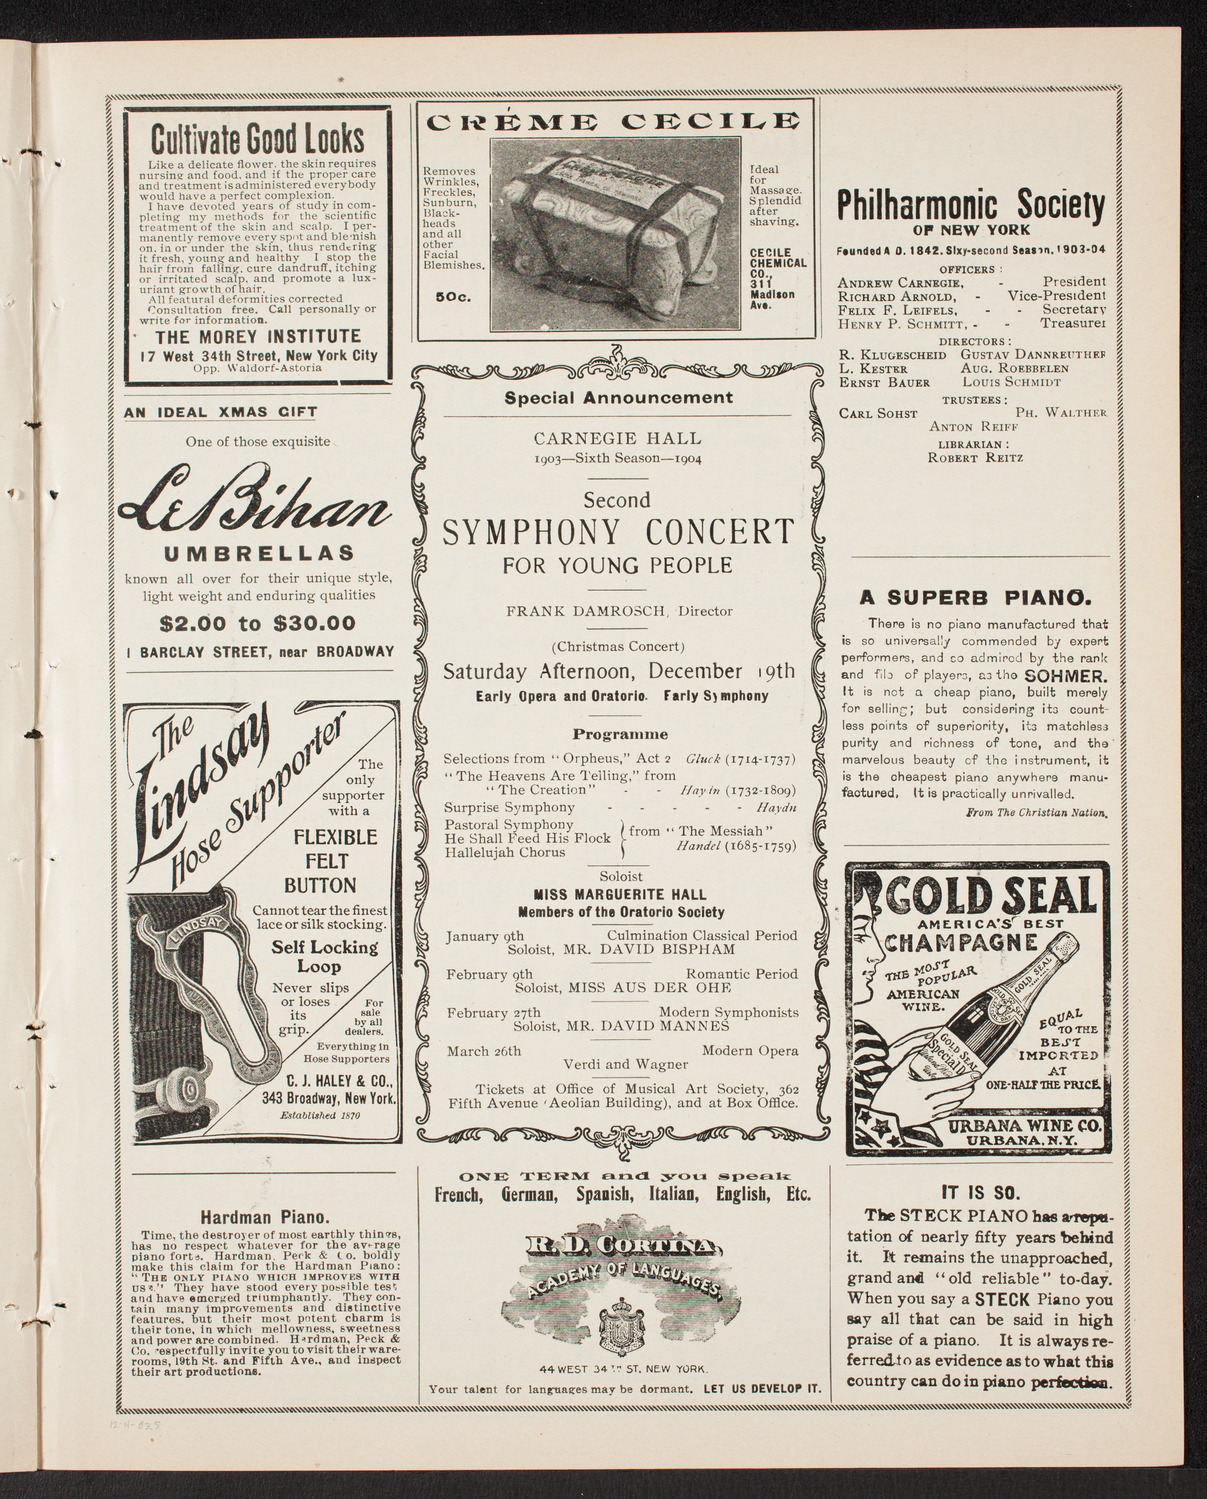 Cultivate Good Looks
Like a delicate flower, the skin requires
nursing and food, and if the proper care
and treatment is administered everybody
would have a perfect complexion.
I have devoted years of study in com-
pleting my methods for the scientific
treatment of the skin and scalp. I per-
manently remove every spot and blemish
on, in or under the skin, thus rendering
it fresh, young and healthy I stop the
hair from falling, cure dandruff, itching
or irritated scalp, and promote a lux-
uriant growth of hair.
All featural deformities corrected
Consultation free. Call personally or
write for information.
THE MOREY INSTITUTE
17 West 34th Street, New York City
Opp. Waldorf-Astoria
AN IDEAL XMAS GIFT
One of those exquisite
Le Bihan
UMBRELLAS
known all over for their unique style,
light weight and enduring qualities
$2.00 to $30.00
1 BARCLAY STREET, near BROADWAY
The
Lindsay
Hose Supporter
The
only
supporter
with a
FLEXIBLE
FELT
BUTTON
Cannot tear the finest
lace or silk stocking.
Self Locking
Loop
Never slips
or loses
its
grip.
For
sale
by all
dealers.
Everything in
Hose Supporters
C. J. HALEY & CO.,
343 Broadway, New York.
Established 1870
LINDSAY
Hardman Piano.
Time, the destroyer of most earthly things,
has no respect whatever for the average
piano forte. Hardman, Peck & Co. boldly
make this claim for the Hardman Piano:
"THE ONLY PIANO WHICH IMPROVES WITH
USE." They have stood every possible test
and have emerged triumphantly. They con-
tain many improvements and distinctive
features, but their most potent charm is
their tone, in which mellowness, sweetness
and power are combined. Hardman, Peck &
Co. respectfully invite you to visit their ware-
rooms, 19th St. and Fifth Ave., and inspect
their art productions.
CRÉME CECILE
Removes
Wrinkles,
Freckles,
Sunburn,
Black-
heads
and all
other
Facial
Blemishes.
50c.
Ideal
for
Massage.
Splendid
after
shaving.
CECILE
CHEMICAL
CO.,
311
Madison
Ave.
Special Announcement
CARNEGIE HALL
1903—Sixth Season—1904
Second
SYMPHONY CONCERT
FOR YOUNG PEOPLE
FRANK DAMROSCH, Director
(Christmas Concert)
Saturday Afternoon, December 19th
Early Opera and Oratorio. Early Symphony
Programme
Selections from "Orpheus," Act 2 Gluck (1714-1737)
"The Heavens Are Telling," from
"The Creation" - - Haydn (1732-1809)
Surprise Symphony - - - - - Haydn
Pastoral Symphony
He Shall Feed His Flock
Hallelujah Chorus
from "The Messiah"
Handel (1685-1759)
Soloist
MISS MARGUERITE HALL
Members of the Oratorio Society
January 9th Culmination Classical Period
Soloist, MR. DAVID BISPHAM
February 9th Romantic Period
Soloist, MISS AUS DER OHE
February 27th Modern Symphonists
Soloist, MR. DAVID MANNES
March 26th Modern Opera
Verdi and Wagner
Tickets at Office of Musical Art Society, 362
Fifth Avenue (Aeolian Building), and at Box Office.
ONE TERM and you speak
French, German, Spanish, Italian, English, Etc.
R. D. CORTINA,
ACADEMY OF LANGUAGES,
44 WEST 34TH ST. NEW YORK.
Your talent for languages may be dormant. LET US DEVELOP IT.
Philharmonic Society
OF NEW YORK
Founded A D. 1842. Sixy-second Season, 1903-04
OFFICERS:
ANDREW CARNEGIE, - President
RICHARD ARNOLD, - Vice-President
FELIX F. LEIFELS, - - Secretary
HENRY P. SCHMITT, - - Treasurer
DIRECTORS:
R. KLUGESCHEID GUSTAV DANNREUTHER
L. KESTER AUG. ROEBBELEN
ERNST BAUER LOUIS SCHMIDT
TRUSTEES:
CARL SOHST PH. WALTHER
ANTON REIFF
LIBRARIAN:
ROBERT REITZ
A SUPERB PIANO.
There is no piano manufactured that
is so universally commended by expert
performers, and so admired by the rank
and file of players, as the SOHMER.
It is not a cheap piano, built merely
for selling; but considering its count-
less points of superiority, its matchless
purity and richness of tone, and the
marvelous beauty of the instrument, it
is the cheapest piano anywhere manu-
factured. It is practically unrivalled.
From The Christian Nation.
GOLD SEAL
AMERICA'S BEST
CHAMPAGNE
THE MOST
POPULAR
AMERICAN
WINE.
GOLD SEAL
GOLD SEAL
Special D
EQUAL
TO THE
BEST
IMPORTED
AT
ONE-HALF THE PRICE.
URBANA WINE CO.
URBANA, N.Y.
IT IS SO.
The STECK PIANO has a repu-
tation of nearly fifty years behind
it. It remains the unapproached,
grand and "old reliable" to-day.
When you say a STECK Piano you
say all that can be said in high
praise of a piano. It is always re-
ferred to as evidence as to what this
country can do in piano perfection.